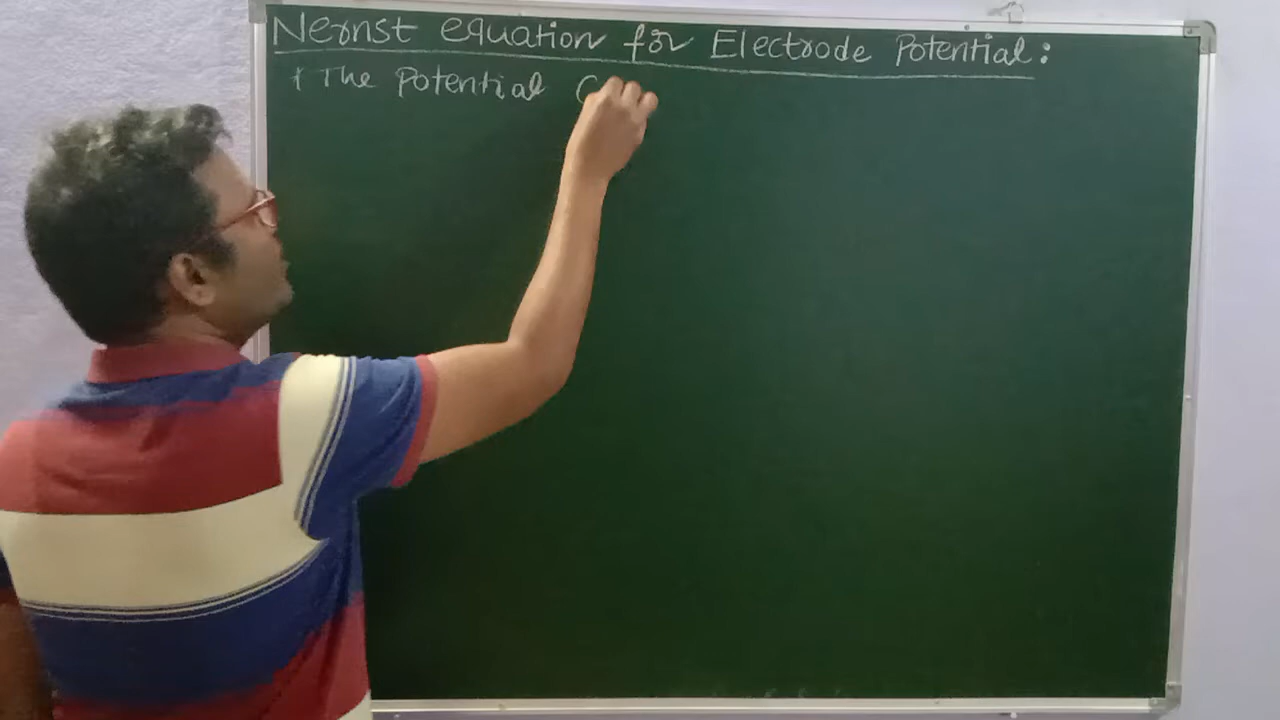 Nernst equation for Electrode Potential:
* The Potential (